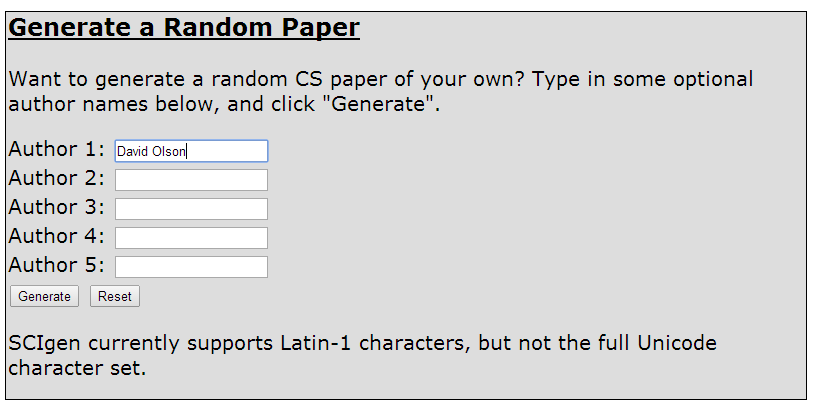 Generate a Random Paper
Want to generate a random CS paper of your own? Type in some optional
author names below, and click "Generate".
Author 1: David Olson
Author 2:
Author 3:
Author 4:
Author 5:
Generate Reset
SCIgen currently supports Latin-1 characters, but not the full Unicode
character set.